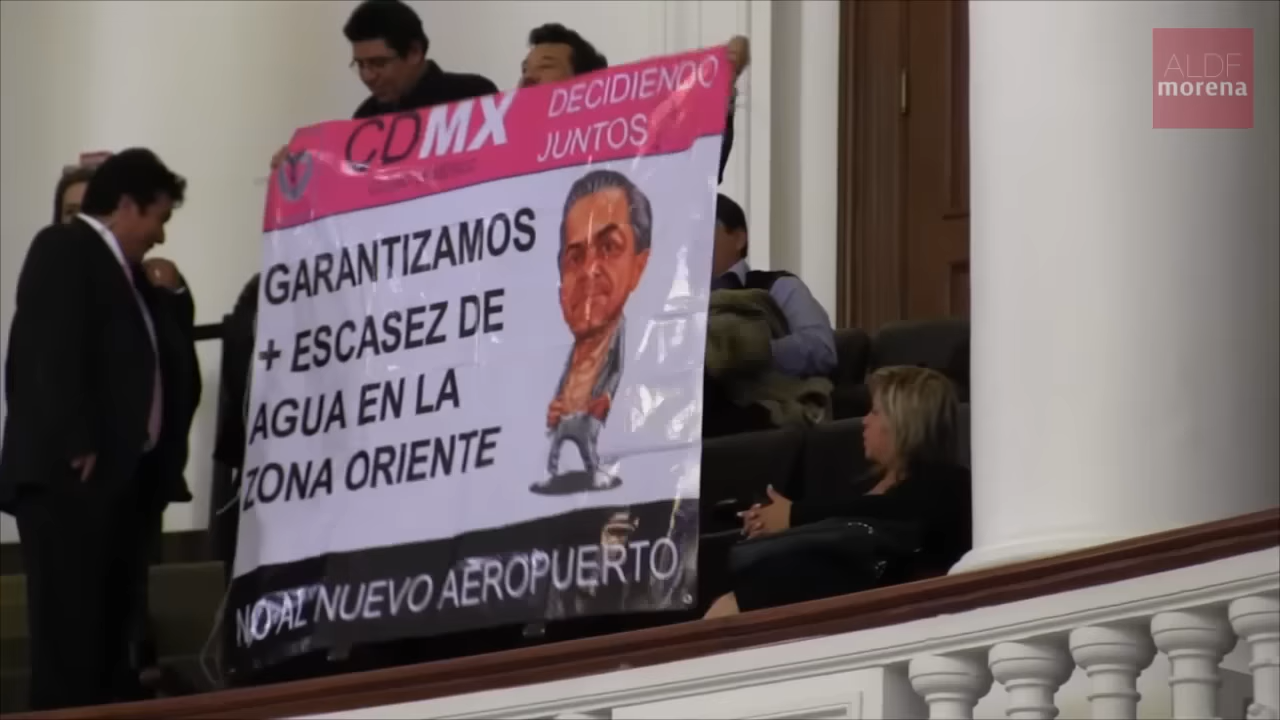 ALDF
morena
DECIDIENDO
CDMX
JUNTOS
GARANTIZAMOS
+ ESCASEZ DE
AGUA EN LA
ZONA ORIENTE
NO AL NUEVO AEROPUERTO